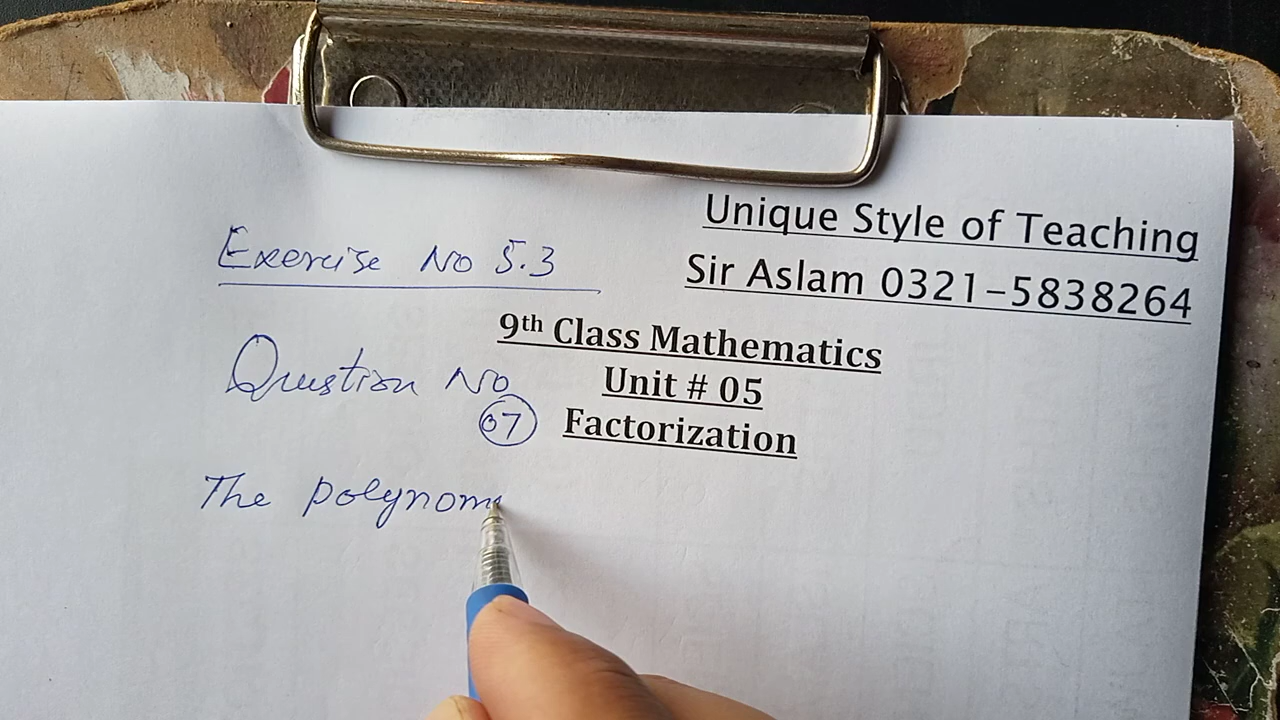 Unique Style of Teaching
Sir Aslam 0321-5838264
Exercise No 5.3
9th Class Mathematics
Unit # 05
Factorization
Question No
07
The polynom